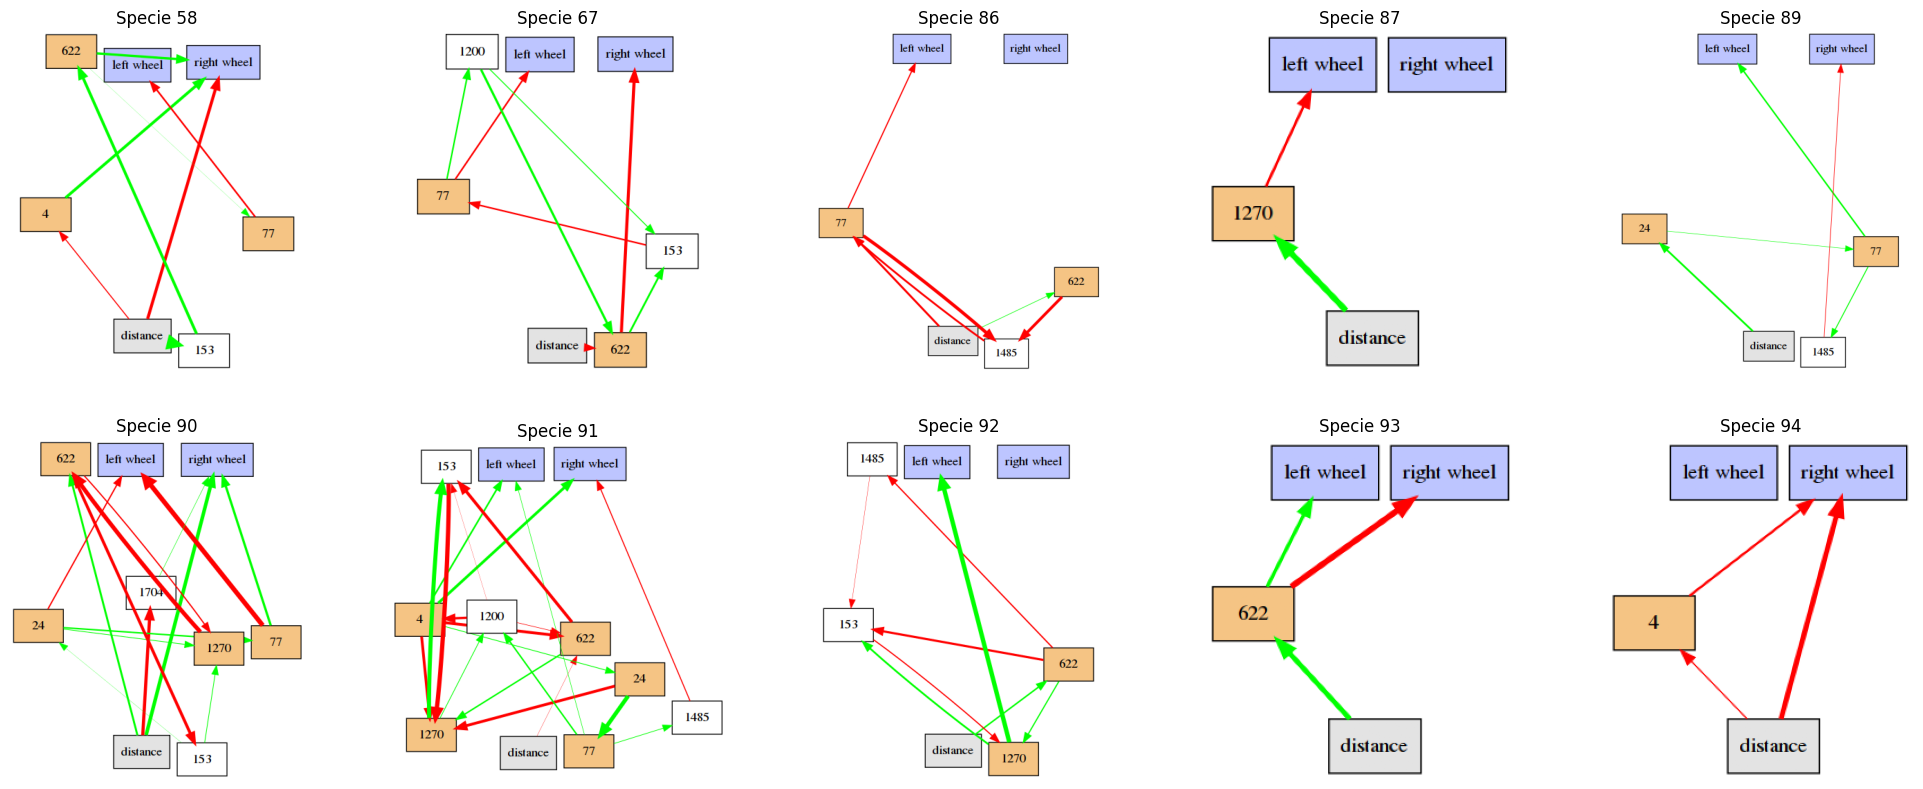 Specie 58
622
left wheel
right wheel
4
77
distance
153
Specie 67
1200
left wheel
right wheel
77
153
distance
622
Specie 86
left wheel
right wheel
77
622
distance
1485
Specie 87
left wheel
right wheel
1270
distance
Specie 89
left wheel
right wheel
24
77
distance
1485
Specie 90
622
left wheel
right wheel
1704
24
1270
77
distance
153
Specie 91
153
left wheel
right wheel
4
1200
622
24
1485
1270
distance
77
Specie 92
1485
left wheel
right wheel
153
622
distance
1270
Specie 93
left wheel
right wheel
622
distance
Specie 94
left wheel
right wheel
4
distance